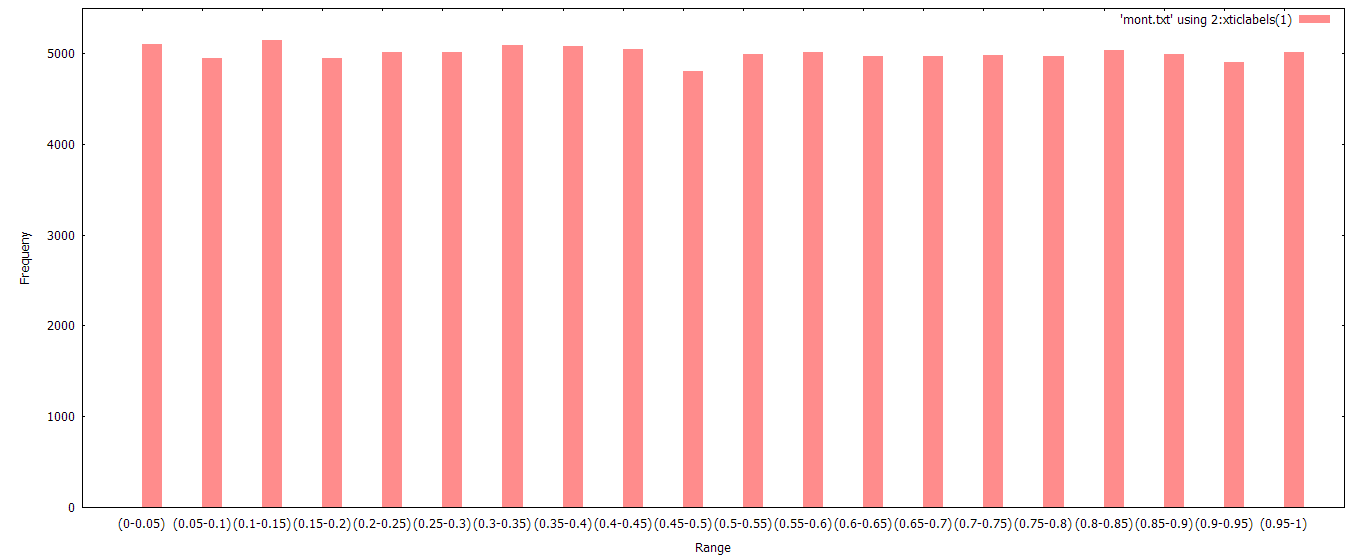 'mont.txt' using 2:xticlabels(1)
5000
4000
3000
2000
1000
0
Frequeny
(0-0.05) (0.05-0.1) (0.1-0.15) (0.15-0.2) (0.2-0.25) (0.25-0.3) (0.3-0.35) (0.35-0.4) (0.4-0.45) (0.45-0.5) (0.5-0.55) (0.55-0.6) (0.6-0.65) (0.65-0.7) (0.7-0.75) (0.75-0.8) (0.8-0.85) (0.85-0.9) (0.9-0.95) (0.95-1)
Range